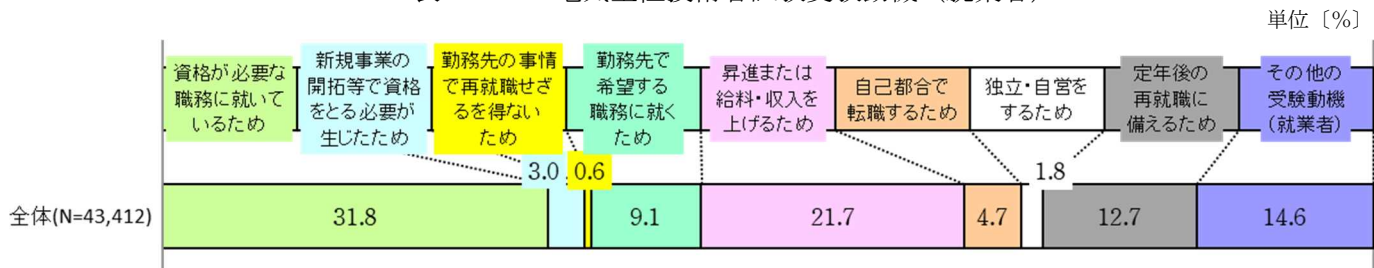 単位〔%〕
資格が必要な
職務に就いて
いるため
新規事業の
開拓等で資格
をとる必要が
生じたため
勤務先の事情
で再就職せざ
るを得ない
ため
勤務先で
希望する
職務に就く
ため
昇進または
給料・収入を
上げるため
自己都合で
転職するため
独立・自営を
するため
定年後の
再就職に
備えるため
その他の
受験動機
(就業者)
3.0
0.6
1.8
全体(N=43,412)
31.8
9.1
21.7
4.7
12.7
14.6